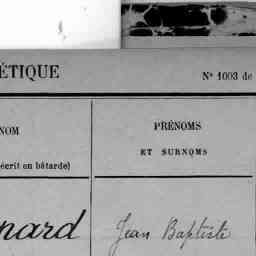 ÉTIQUE
N° 1003 de
NOM
PRÉNOMS
ET SURNOMS
écrit en bâtarde)
nard Jean Baptiste